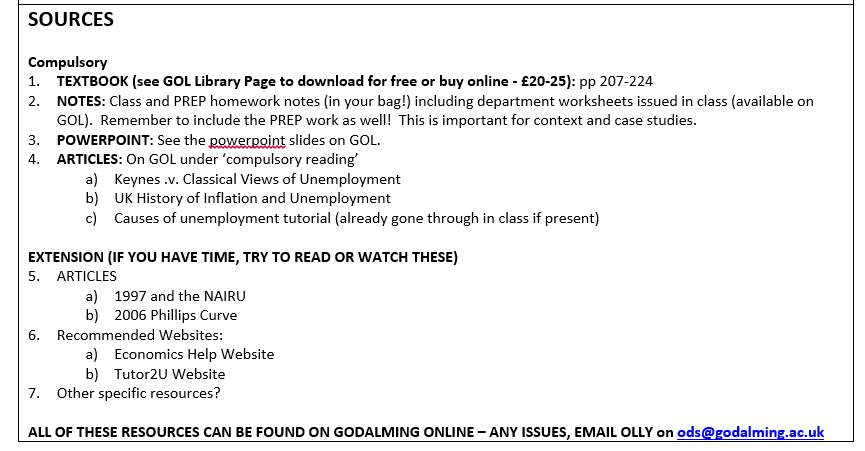 SOURCES
Compulsory
1. TEXTBOOK (see GOL Library Page to download for free or buy online - £20-25): pp 207-224
2. NOTES: Class and PREP homework notes (in your bag!) including department worksheets issued in class (available on
GOL). Remember to include the PREP work as well! This is important for context and case studies.
3. POWERPOINT: See the powerpoint slides on GOL.
4. ARTICLES: On GOL under ‘compulsory reading’
a) Keynes .v. Classical Views of Unemployment
b) UK History of Inflation and Unemployment
c) Causes of unemployment tutorial (already gone through in class if present)
EXTENSION (IF YOU HAVE TIME, TRY TO READ OR WATCH THESE)
5. ARTICLES
a) 1997 and the NAIRU
b) 2006 Phillips Curve
6. Recommended Websites:
a) Economics Help Website
b) Tutor2U Website
7. Other specific resources?
ALL OF THESE RESOURCES CAN BE FOUND ON GODALMING ONLINE – ANY ISSUES, EMAIL OLLY on ods@godalming.ac.uk